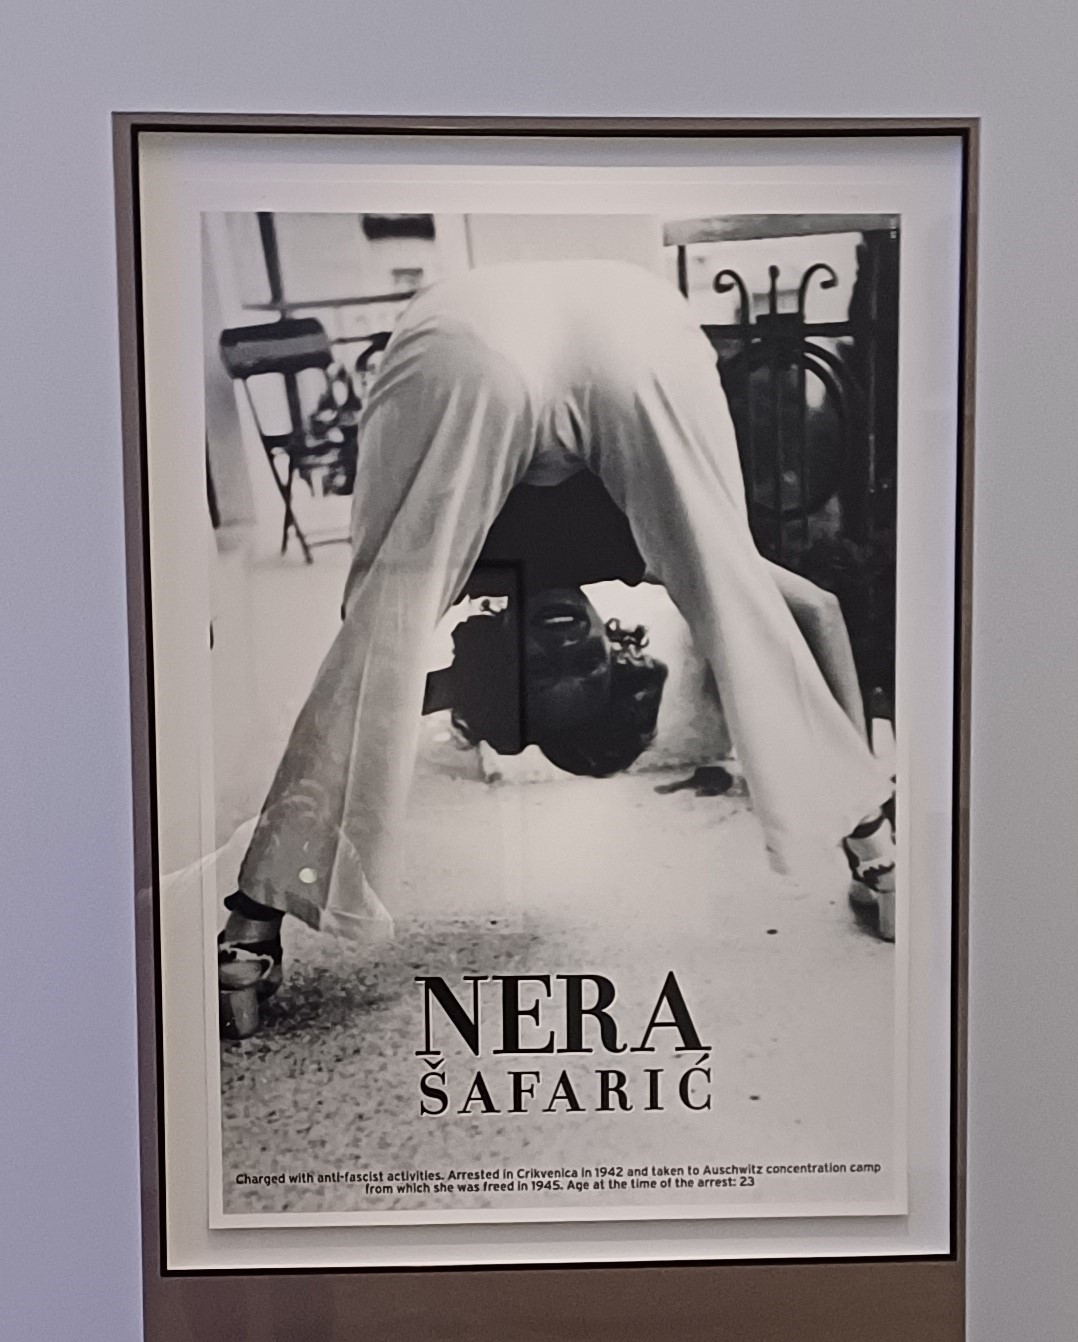 NERA
ŠAFARIĆ
Charged with anti-fascist activities. Arrested in Crikvenica in 1942 and taken to Auschwitz concentration camp
from which she was freed in 1945. Age at the time of the arrest: 23